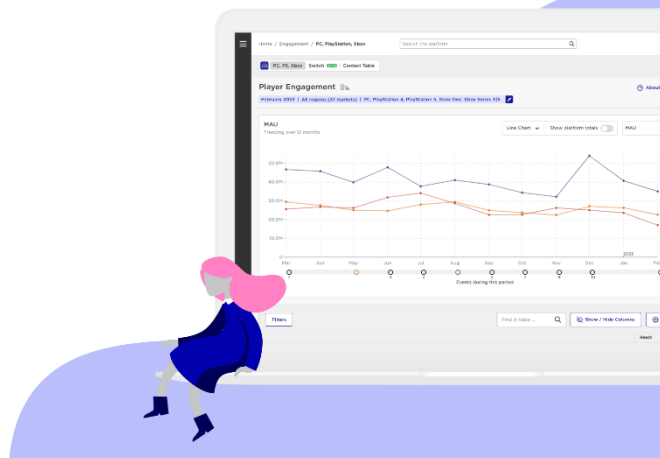 Home / Engagement / PC, PlayStation, Xbox
Search the platform
PC, PS, Xbox Switch Contact Table
Player Engagement
About
February 2023 | All regions (37 markets) | PC, PlayStation 4, PlayStation 5, Xbox One, Xbox Series X|S
MAU
Trending over 12 months
Line Chart
Show platform totals
MAU
50.0M
40.0M
30.0M
20.0M
10.0M
0
2023
Mar Apr May Jun Jul Aug Sep Oct Nov Dec Jan Feb
Events during this period
Filters
Find in table ...
Show / Hide Columns
Reach